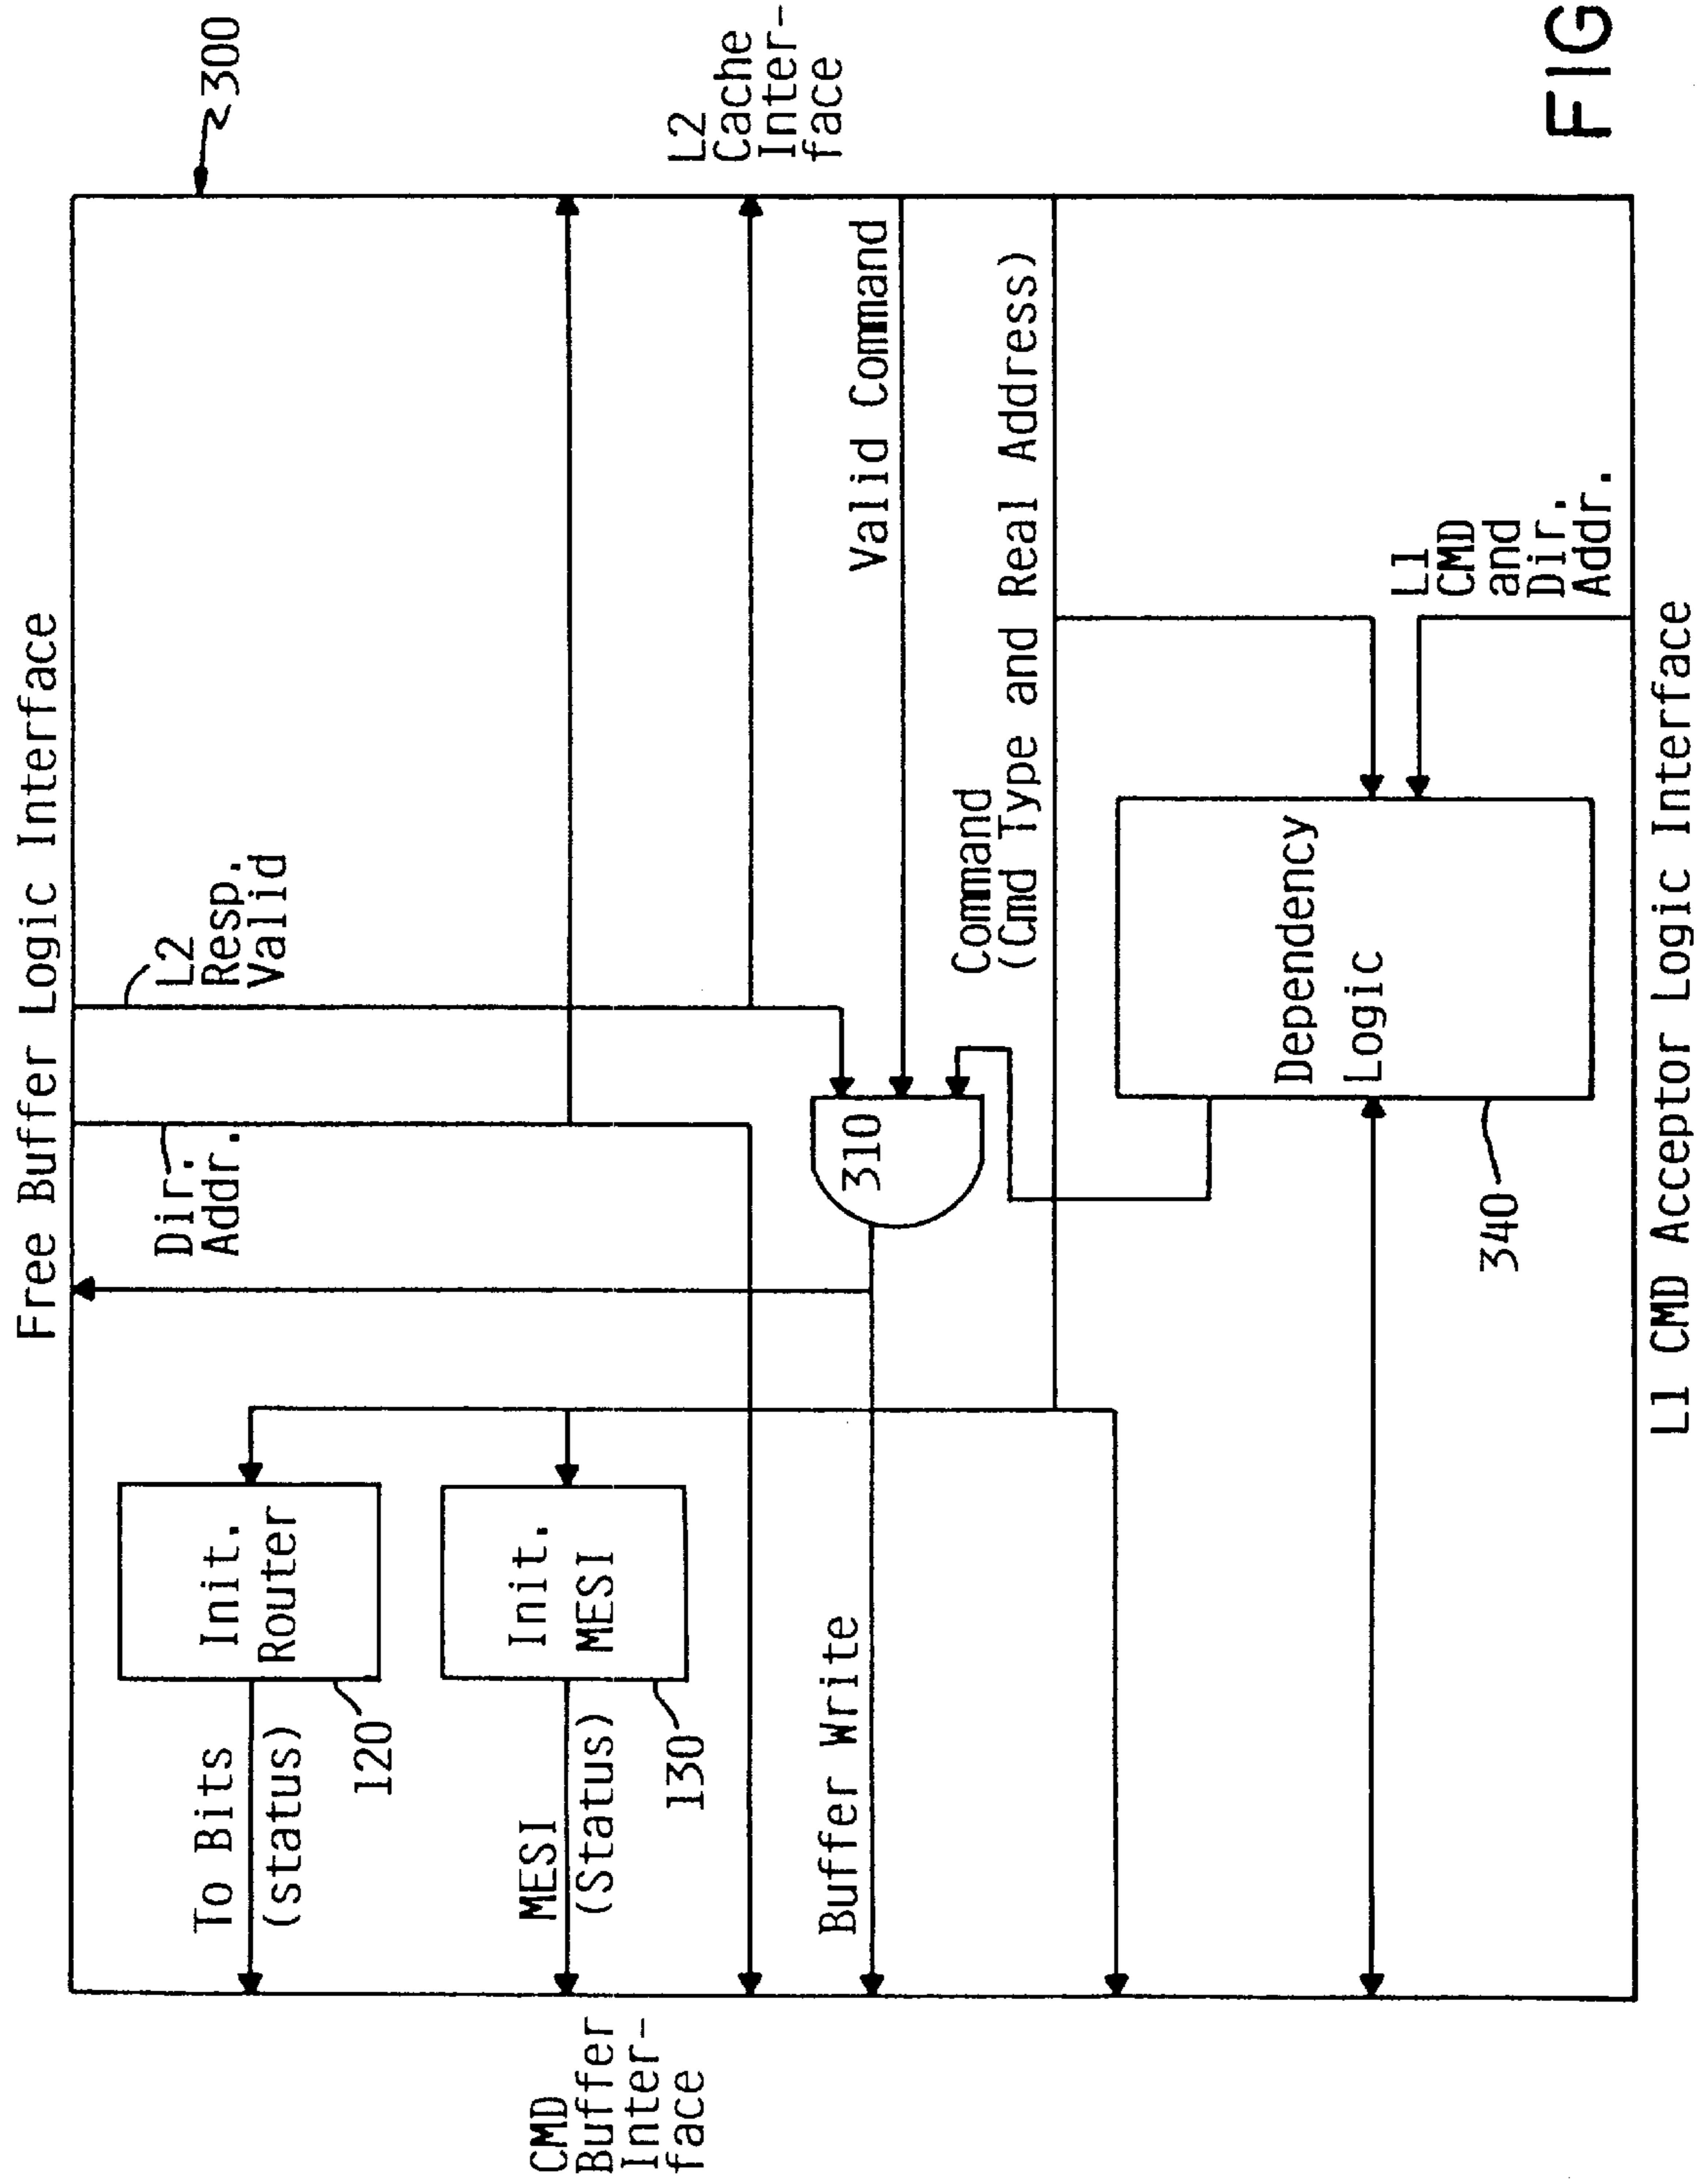 Free Buffer Logic Interface
300
L2
Resp.
Valid
Dir.
Addr.
Init.
Router
To Bits
(status)
120
CMD
Buffer
Inter-
face
Init.
MESI
MESI
(Status)
130
L2
Cache
Inter-
face
Valid Command
310
Buffer Write
Command
(Cmd Type and Real Address)
Dependency
Logic
340
L1
CMD
and
Dir.
Addr.
L1 CMD Acceptor Logic Interface
FIG